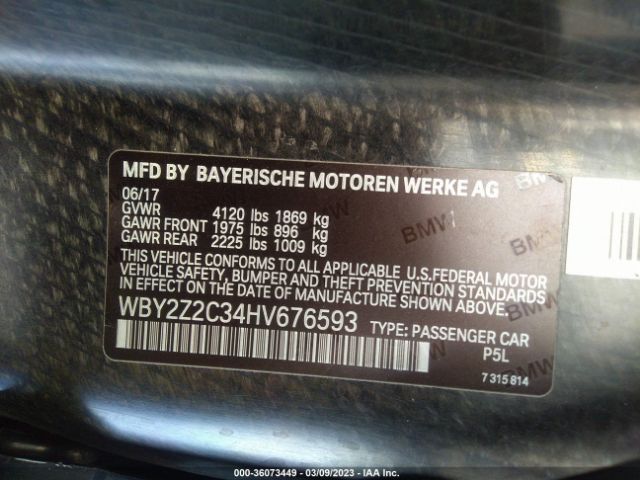 MFD BY BAYERISCHE MOTOREN WERKE AG
06/17
GVWR 4120 lbs 1869 kg
GAWR FRONT 1975 lbs 896 kg
GAWR REAR 2225 lbs 1009 kg
THIS VEHICLE CONFORMS TO ALL APPLICABLE U.S.FEDERAL MOTOR
VEHICLE SAFETY, BUMPER AND THEFT PREVENTION STANDARDS
IN EFFECT ON THE DATE OF MANUFACTURE SHOWN ABOVE.
WBY2Z2C34HV676593 TYPE: PASSENGER CAR
P5L
7 315 814
BMW
BMW
BMW
000-36073449 - 03/09/2023 - IAA Inc.